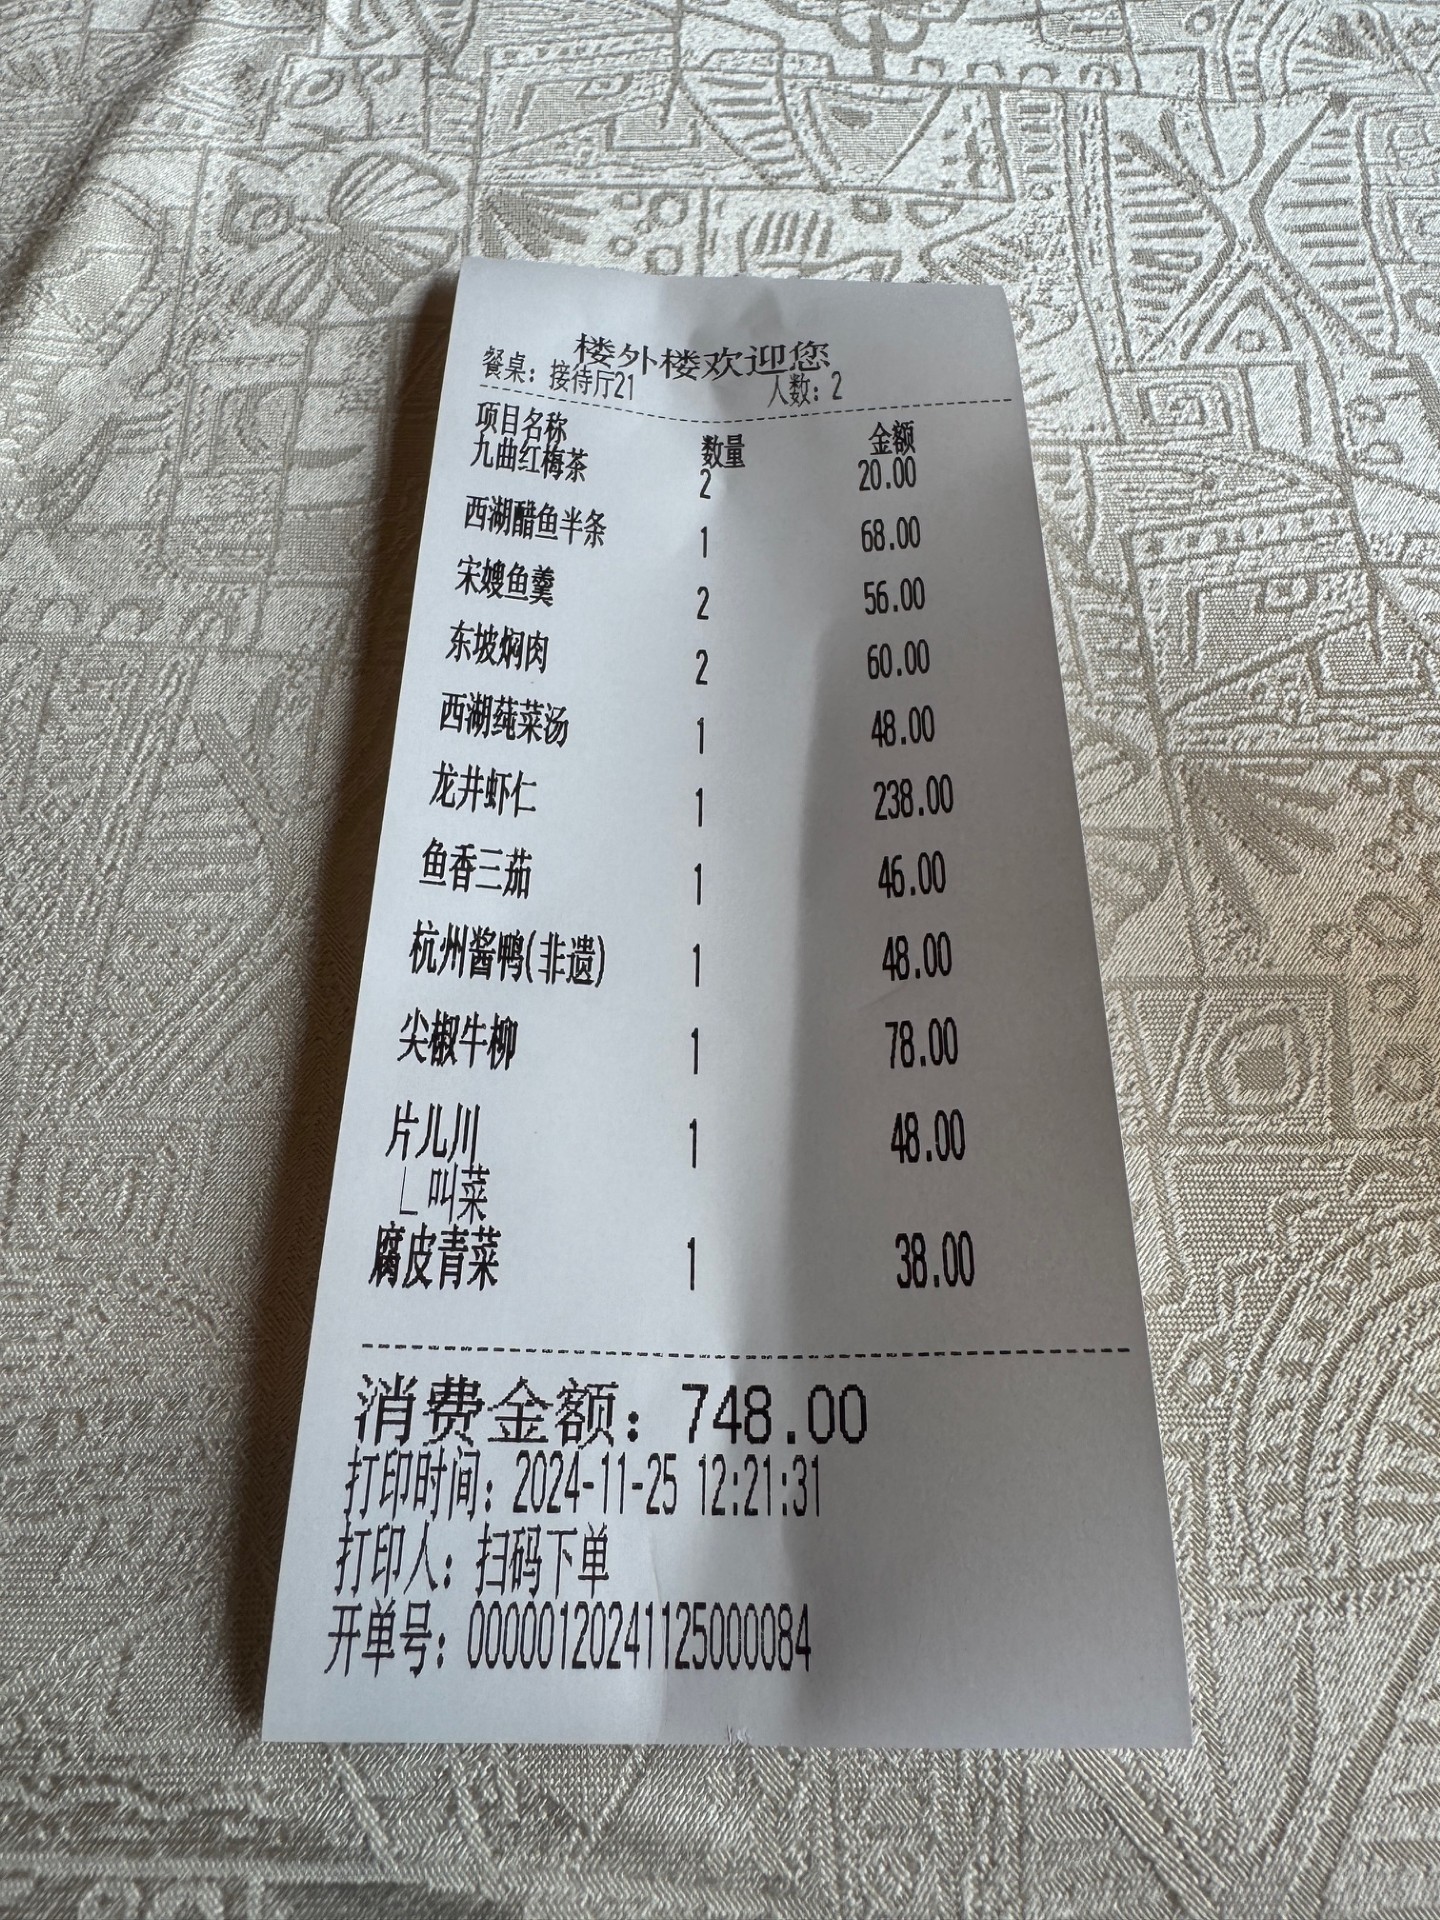 楼外楼欢迎您
餐桌：接待厅21 人数：2
项目名称 数量 金额
九曲红梅茶 2 20.00
西湖醋鱼半条 1 68.00
宋嫂鱼羹 2 56.00
东坡焖肉 2 60.00
西湖莼菜汤 1 48.00
龙井虾仁 1 238.00
鱼香三茄 1 46.00
杭州酱鸭(非遗) 1 48.00
尖椒牛柳 1 78.00
片儿川 1 48.00
└ 叫菜
腐皮青菜 1 38.00
消费金额：748.00
打印时间：2024-11-25 12:21:31
打印人：扫码下单
开单号：00000120241125000084